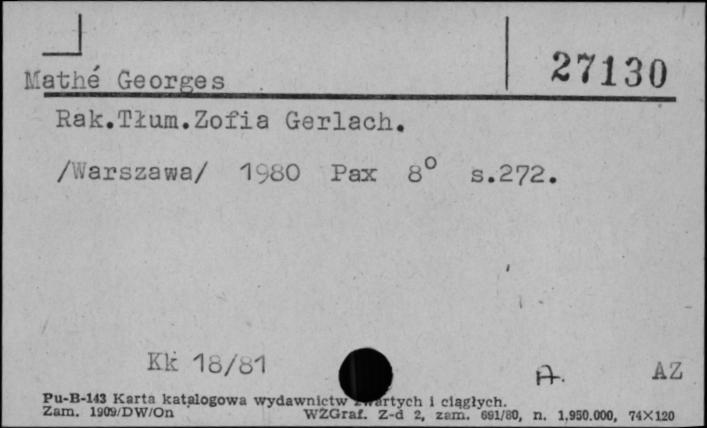 27130
Mathé Georges
Rak.Tłum.Zofia Gerlach.
/Warszawa/ 1980 Pax 8° s.272.
Kk 18/81
A. AZ
Pu-B-143 Karta katalogowa wydawnictw zwartych i ciągłych.
Zam. 1909/DW/On WZGraf. Z-d 2, zam. 691/80, n. 1.950.000, 74×120